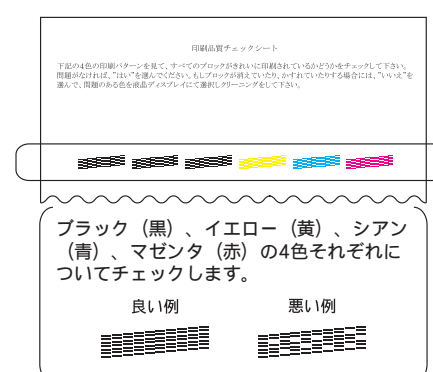 印刷品質チェックシート
下記の4色の印刷パターンを見て、すべてのブロックがきれいに印刷されているかどうかをチェックして下さい。
問題がなければ、"はい"を選んでください。もしブロックが消えていたり、かすれていたりする場合には、"いいえ"を
選んで、問題のある色を液晶ディスプレイにて選択しクリーニングをして下さい。
ブラック（黒）、イエロー（黄）、シアン
（青）、マゼンタ（赤）の4色それぞれに
ついてチェックします。
良い例
悪い例